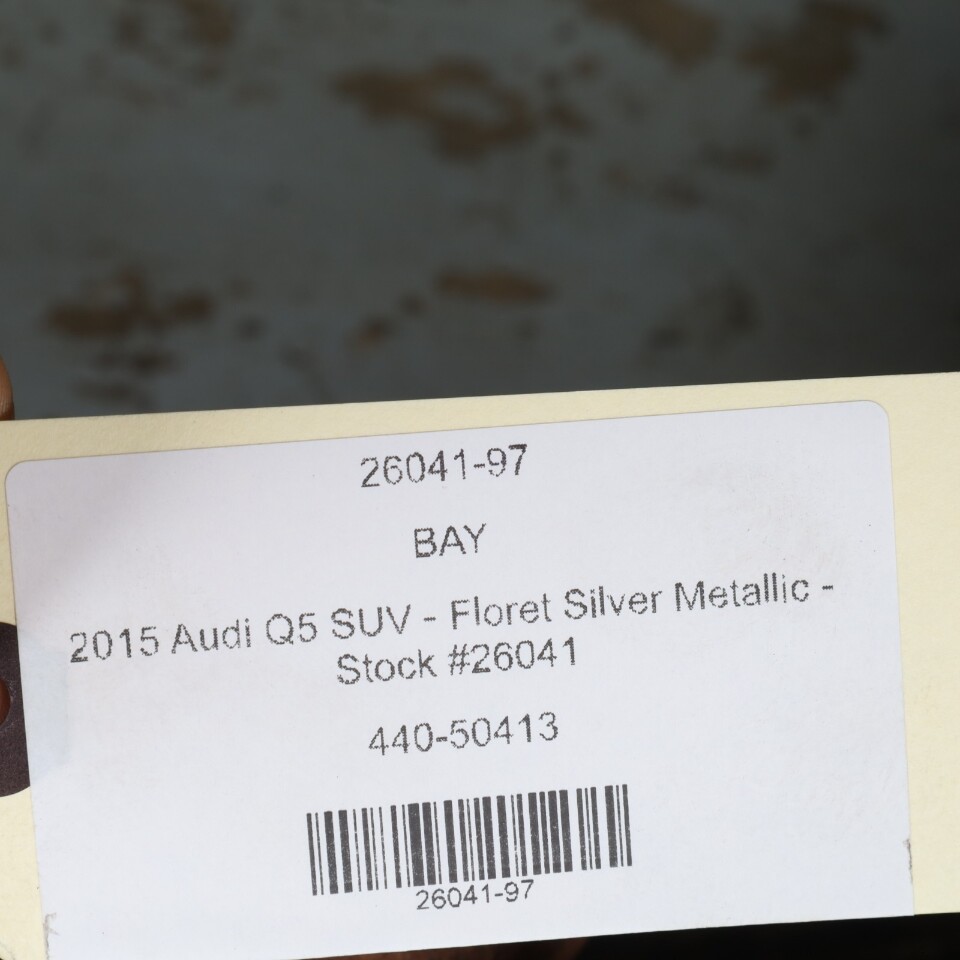 26041-97
BAY
2015 Audi Q5 SUV - Floret Silver Metallic -
Stock #26041
440-50413
26041-97